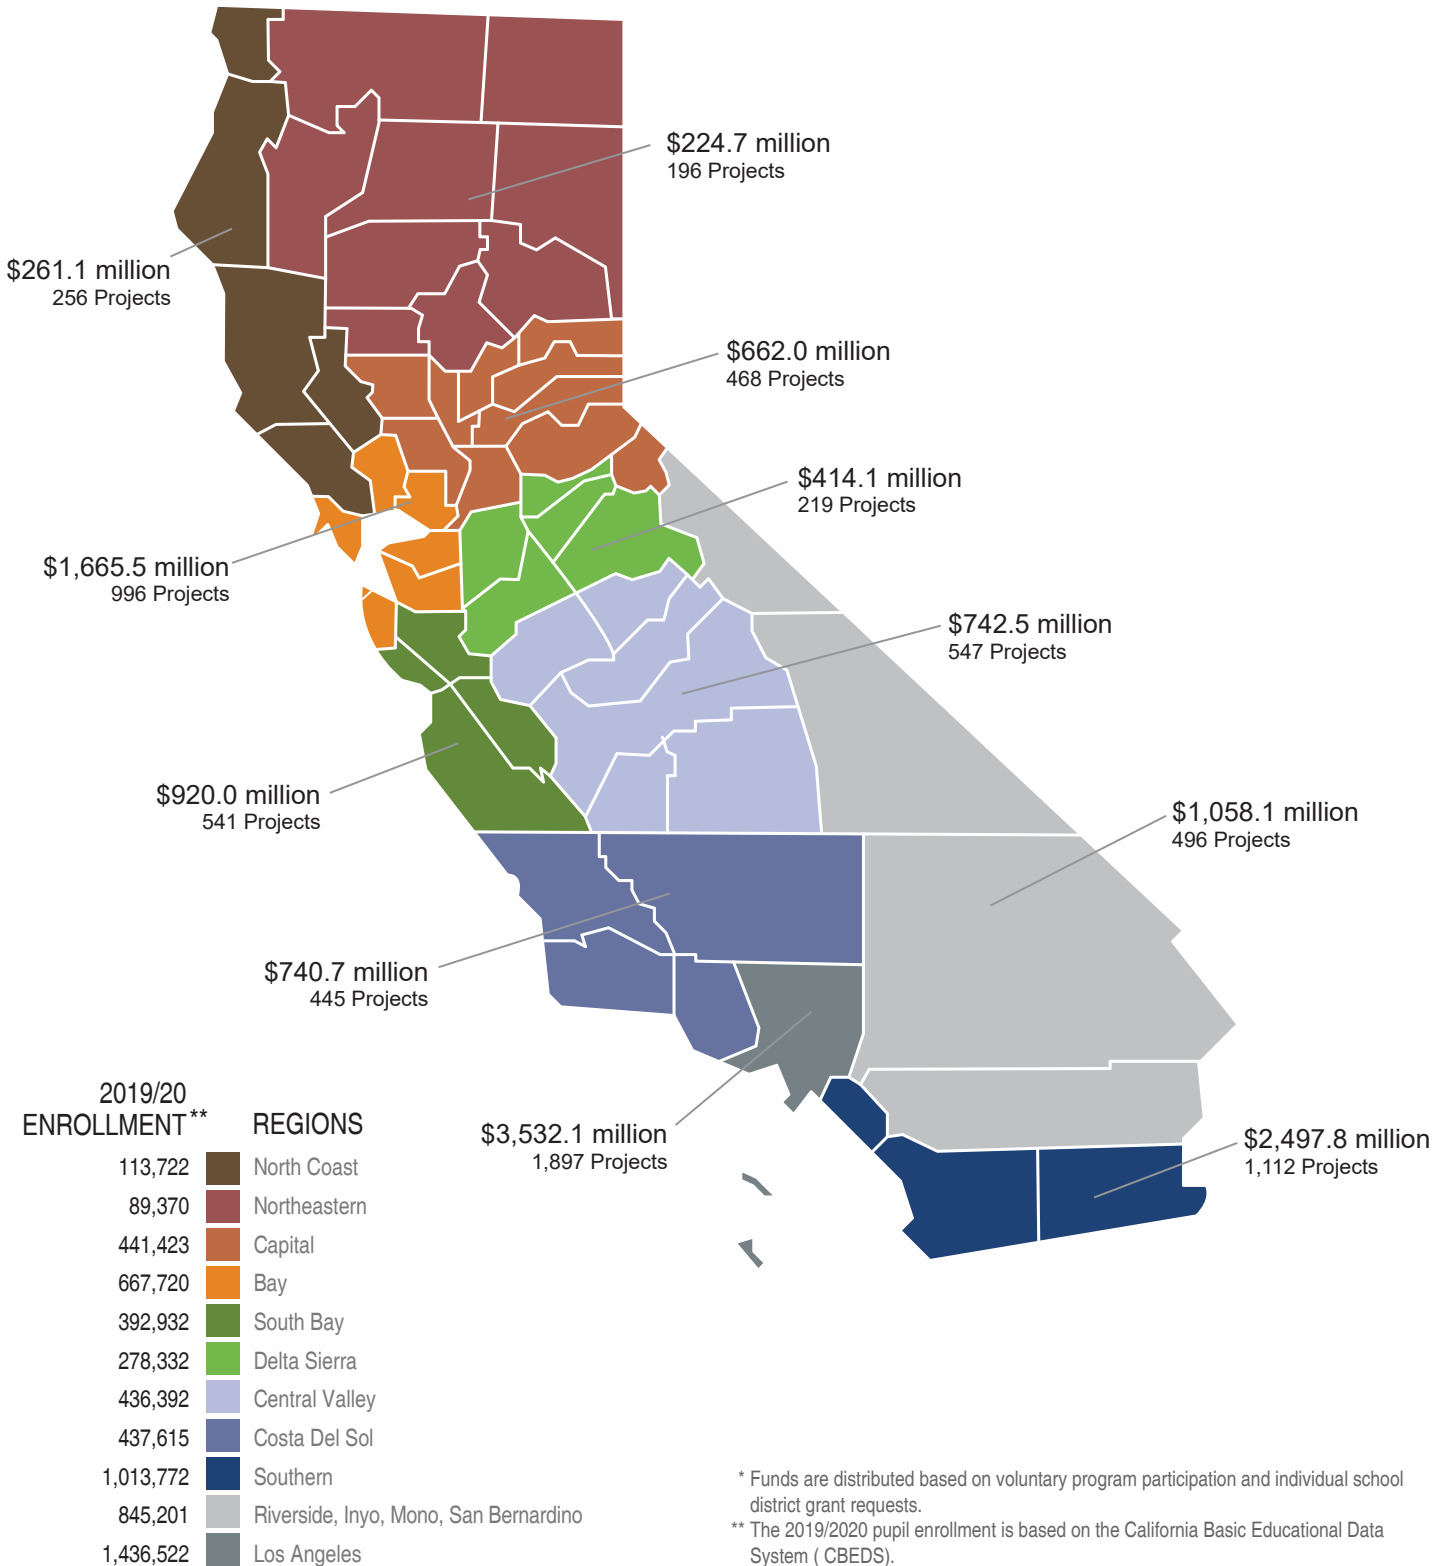 $224.7 million
196 Projects
$261.1 million
256 Projects
$662.0 million
468 Projects
$414.1 million
219 Projects
$1,665.5 million
996 Projects
$742.5 million
547 Projects
$920.0 million
541 Projects
$1,058.1 million
496 Projects
$740.7 million
445 Projects
$3,532.1 million
1,897 Projects
$2,497.8 million
1,112 Projects
2019/20
ENROLLMENT** REGIONS
113,722 North Coast
89,370 Northeastern
441,423 Capital
667,720 Bay
392,932 South Bay
278,332 Delta Sierra
436,392 Central Valley
437,615 Costa Del Sol
1,013,772 Southern
845,201 Riverside, Inyo, Mono, San Bernardino
1,436,522 Los Angeles
* Funds are distributed based on voluntary program participation and individual school
district grant requests.
** The 2019/2020 pupil enrollment is based on the California Basic Educational Data
System ( CBEDS).